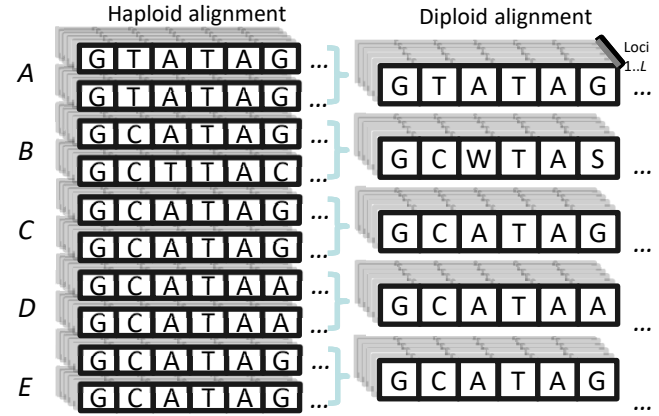 Haploid alignment
Diploid alignment
Loci
1..L
A
G T A T A G ...
G T A T A G ...
G T A T A G ...
B
G C A T A G ...
G C T T A C ...
G C W T A S ...
C
G C A T A G ...
G C A T A G ...
G C A T A G ...
D
G C A T A A ...
G C A T A A ...
G C A T A A ...
E
G C A T A G ...
G C A T A G ...
G C A T A G ...